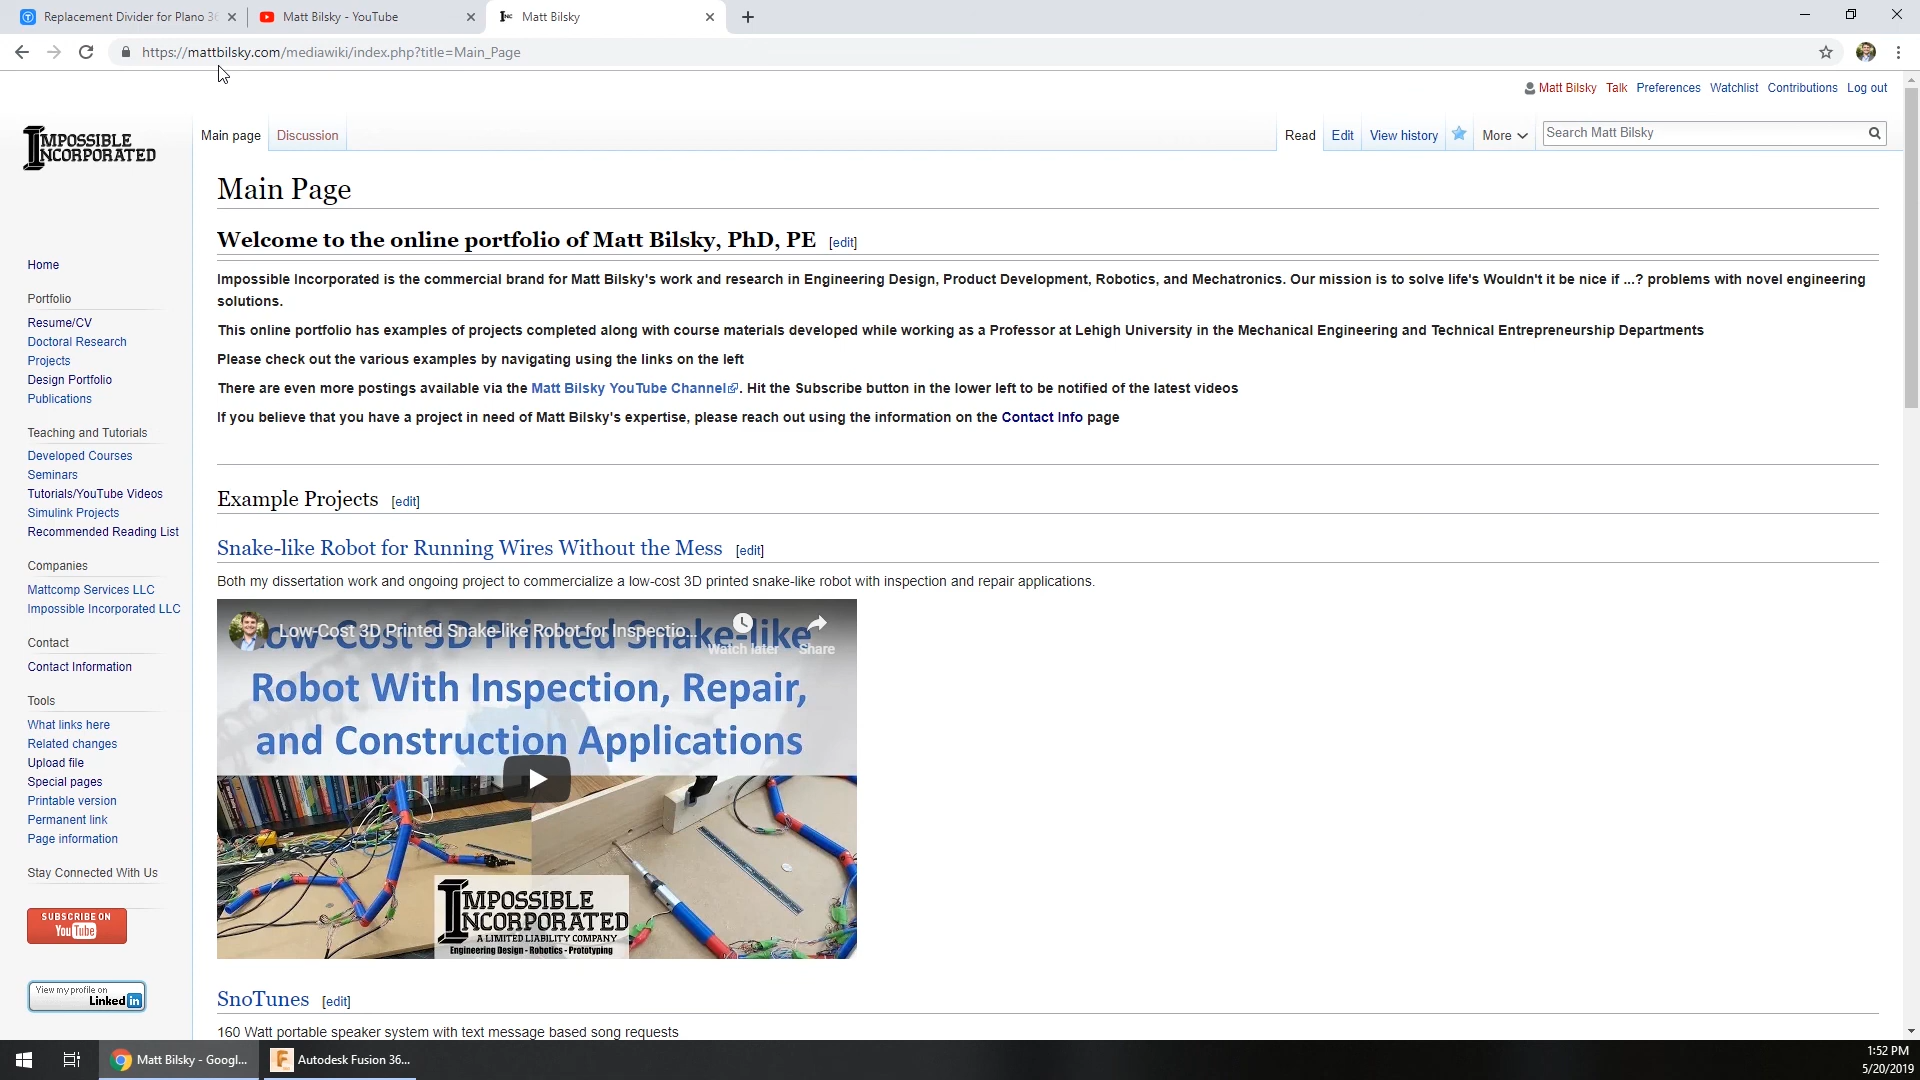 Replacement Divider for Plano 36
Matt Bilsky - YouTube
Matt Bilsky
https://mattbilsky.com/mediawiki/index.php?title=Main_Page
Matt Bilsky Talk Preferences Watchlist Contributions Log out
IMPOSSIBLE
INCORPORATED
Main page Discussion
Read Edit View history More Search Matt Bilsky
Main Page
Welcome to the online portfolio of Matt Bilsky, PhD, PE [edit]
Impossible Incorporated is the commercial brand for Matt Bilsky's work and research in Engineering Design, Product Development, Robotics, and Mechatronics. Our mission is to solve life's Wouldn't it be nice if ...? problems with novel engineering
solutions.
This online portfolio has examples of projects completed along with course materials developed while working as a Professor at Lehigh University in the Mechanical Engineering and Technical Entrepreneurship Departments
Please check out the various examples by navigating using the links on the left
There are even more postings available via the Matt Bilsky YouTube Channel. Hit the Subscribe button in the lower left to be notified of the latest videos
If you believe that you have a project in need of Matt Bilsky's expertise, please reach out using the information on the Contact Info page
Home
Portfolio
Resume/CV
Doctoral Research
Projects
Design Portfolio
Publications
Teaching and Tutorials
Developed Courses
Seminars
Tutorials/YouTube Videos
Simulink Projects
Recommended Reading List
Companies
Mattcomp Services LLC
Impossible Incorporated LLC
Contact
Contact Information
Tools
What links here
Related changes
Upload file
Special pages
Printable version
Permanent link
Page information
Stay Connected With Us
SUBSCRIBE ON
YouTube
View my profile on
Linked in
Example Projects [edit]
Snake-like Robot for Running Wires Without the Mess [edit]
Both my dissertation work and ongoing project to commercialize a low-cost 3D printed snake-like robot with inspection and repair applications.
Low-Cost 3D Printed Snake-like Robot for Inspectio...
Watch later Share
Low-Cost 3D Printed Snake-like
Robot With Inspection, Repair,
and Construction Applications
IMPOSSIBLE
INCORPORATED
A LIMITED LIABILITY COMPANY
Engineering Design - Robotics - Prototyping
SnoTunes [edit]
160 Watt portable speaker system with text message based song requests
Matt Bilsky - Googl...
Autodesk Fusion 36...
1:52 PM
5/20/2019